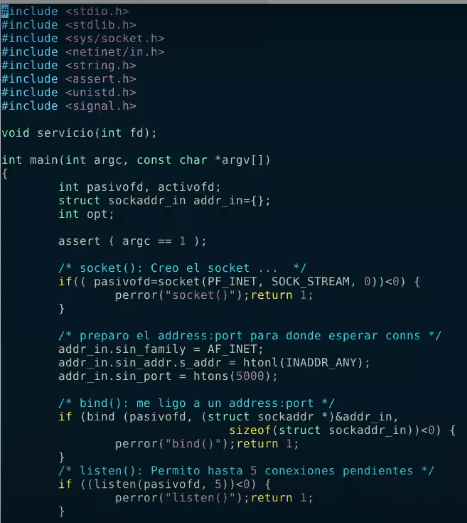 #include <stdio.h>
#include <stdlib.h>
#include <sys/socket.h>
#include <netinet/in.h>
#include <string.h>
#include <assert.h>
#include <unistd.h>
#include <signal.h>

void servicio(int fd);

int main(int argc, const char *argv[])
{
        int pasivofd, activofd;
        struct sockaddr_in addr_in={};
        int opt;

        assert ( argc == 1 );

        /* socket(): Creo el socket ...  */
        if(( pasivofd=socket(PF_INET, SOCK_STREAM, 0))<0) {
                perror("socket()");return 1;
        }

        /* preparo el address:port para donde esperar conns */
        addr_in.sin_family = AF_INET;
        addr_in.sin_addr.s_addr = htonl(INADDR_ANY);
        addr_in.sin_port = htons(5000);

        /* bind(): me ligo a un address:port */
        if (bind (pasivofd, (struct sockaddr *)&addr_in,
                                sizeof(struct sockaddr_in))<0) {
                perror("bind()");return 1;
        }
        /* listen(): Permito hasta 5 conexiones pendientes */
        if ((listen(pasivofd, 5))<0) {
                perror("listen()");return 1;
        }